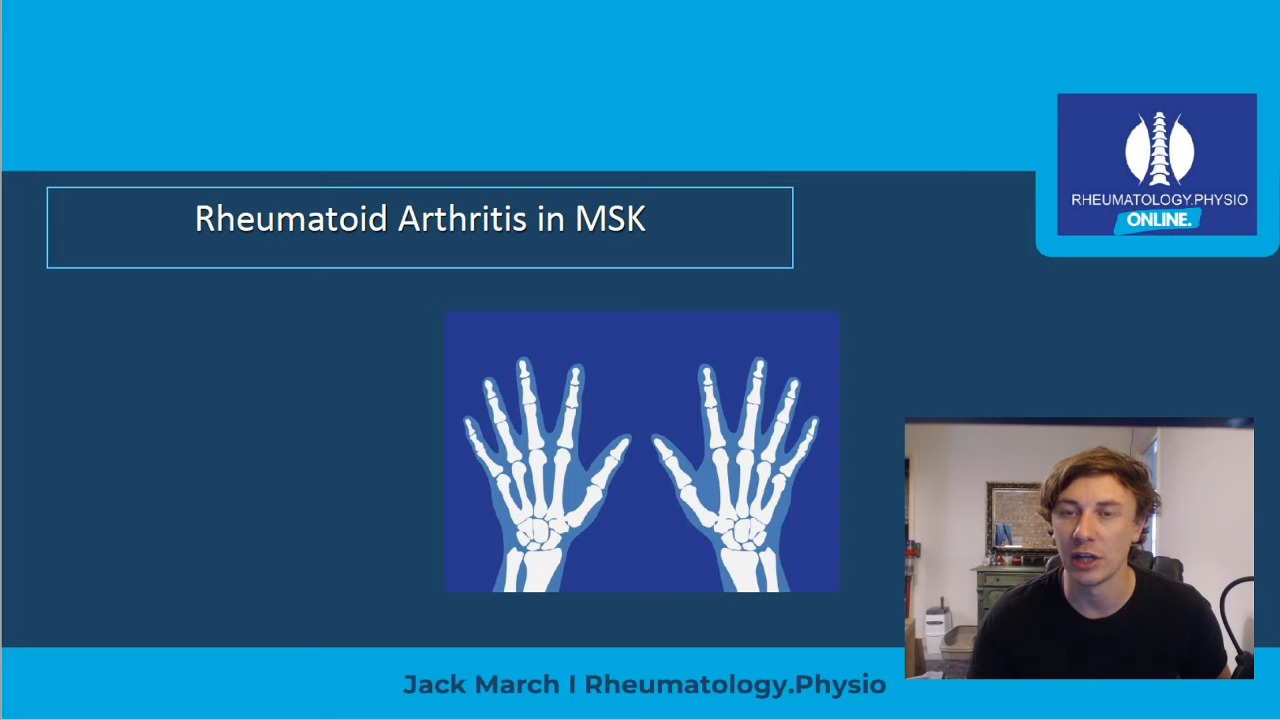 RHEUMATOLOGY.PHYSIO
ONLINE.
Rheumatoid Arthritis in MSK
Jack March I Rheumatology.Physio